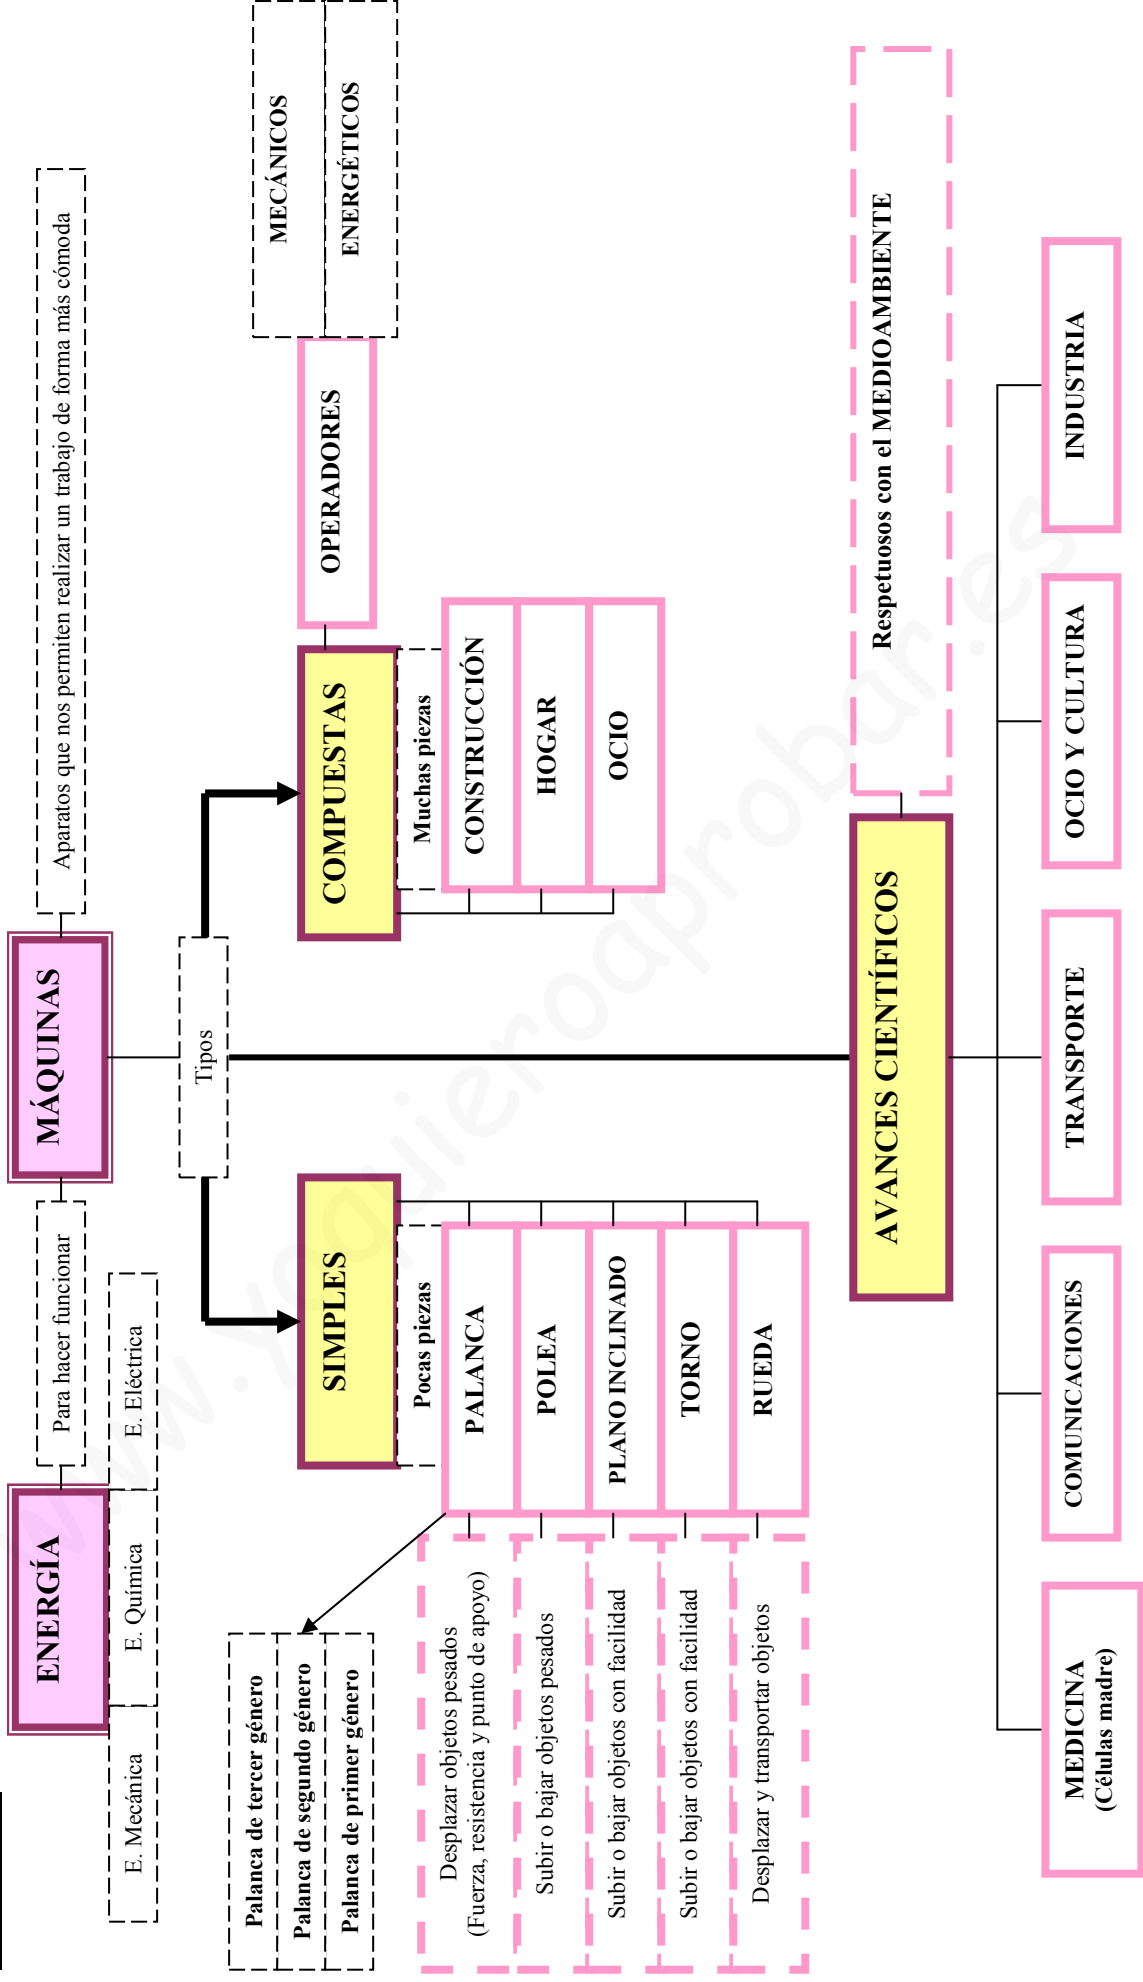 ENERGÍA
Para hacer funcionar
MÁQUINAS
Aparatos que nos permiten realizar un trabajo de forma más cómoda
E. Mecánica
E. Química
E. Eléctrica
Tipos
Palanca de tercer género
Palanca de segundo género
Palanca de primer género
SIMPLES
Pocas piezas
PALANCA
POLEA
PLANO INCLINADO
TORNO
RUEDA
Desplazar objetos pesados
(Fuerza, resistencia y punto de apoyo)
Subir o bajar objetos pesados
Subir o bajar objetos con facilidad
Subir o bajar objetos con facilidad
Desplazar y transportar objetos
COMPUESTAS
Muchas piezas
CONSTRUCCIÓN
HOGAR
OCIO
OPERADORES
MECÁNICOS
ENERGÉTICOS
AVANCES CIENTÍFICOS
Respetuosos con el MEDIOAMBIENTE
MEDICINA
(Células madre)
COMUNICACIONES
TRANSPORTE
OCIO Y CULTURA
INDUSTRIA
www.yoquieroaprobar.es